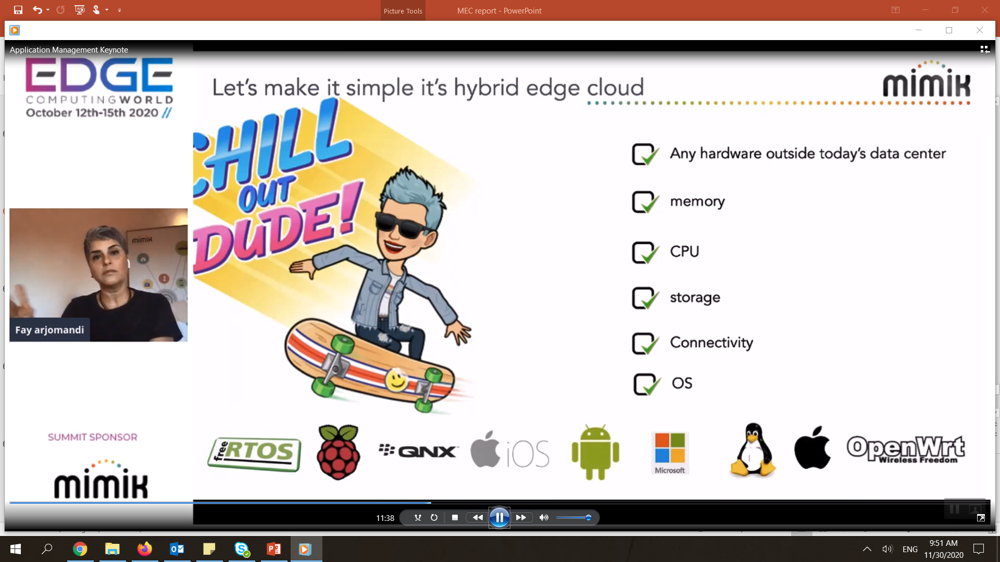 Picture Tools
MEC report - PowerPoint
Application Management Keynote
EDGE
COMPUTINGWORLD
October 12th-15th 2020 //
Let's make it simple it's hybrid edge cloud
mimik
CHILL
OUT
DUDE!
Any hardware outside today's data center
memory
CPU
storage
Connectivity
OS
mimik
Fay arjomandi
SUMMIT SPONSOR
mimik
free RTOS
QNX
iOS
Microsoft
OpenWrt
Wireless Freedom
11:38
ENG
9:51 AM
11/30/2020